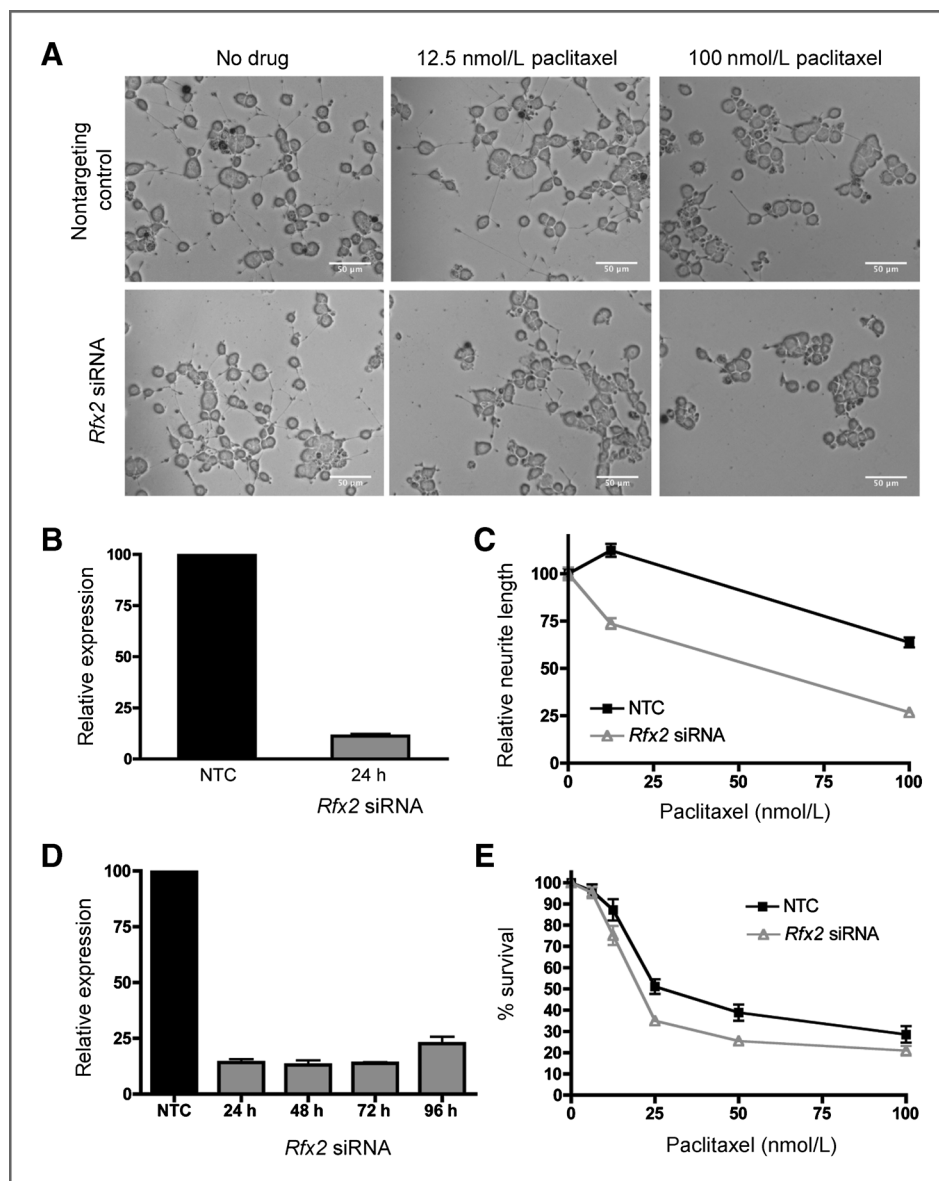 A
No drug
12.5 nmol/L paclitaxel
100 nmol/L paclitaxel
Nontargeting
control
50 µm
50 µm
50 µm
Rfx2 siRNA
50 µm
50 µm
50 µm
B
Relative expression
100
75
50
25
0
NTC
24 h
Rfx2 siRNA
C
Relative neurite length
100
75
50
25
0
NTC
Rfx2 siRNA
0
25
50
75
100
Paclitaxel (nmol/L)
D
Relative expression
100
75
50
25
0
NTC
24 h
48 h
72 h
96 h
Rfx2 siRNA
E
% survival
100
90
80
70
60
50
40
30
20
10
0
NTC
Rfx2 siRNA
0
25
50
75
100
Paclitaxel (nmol/L)